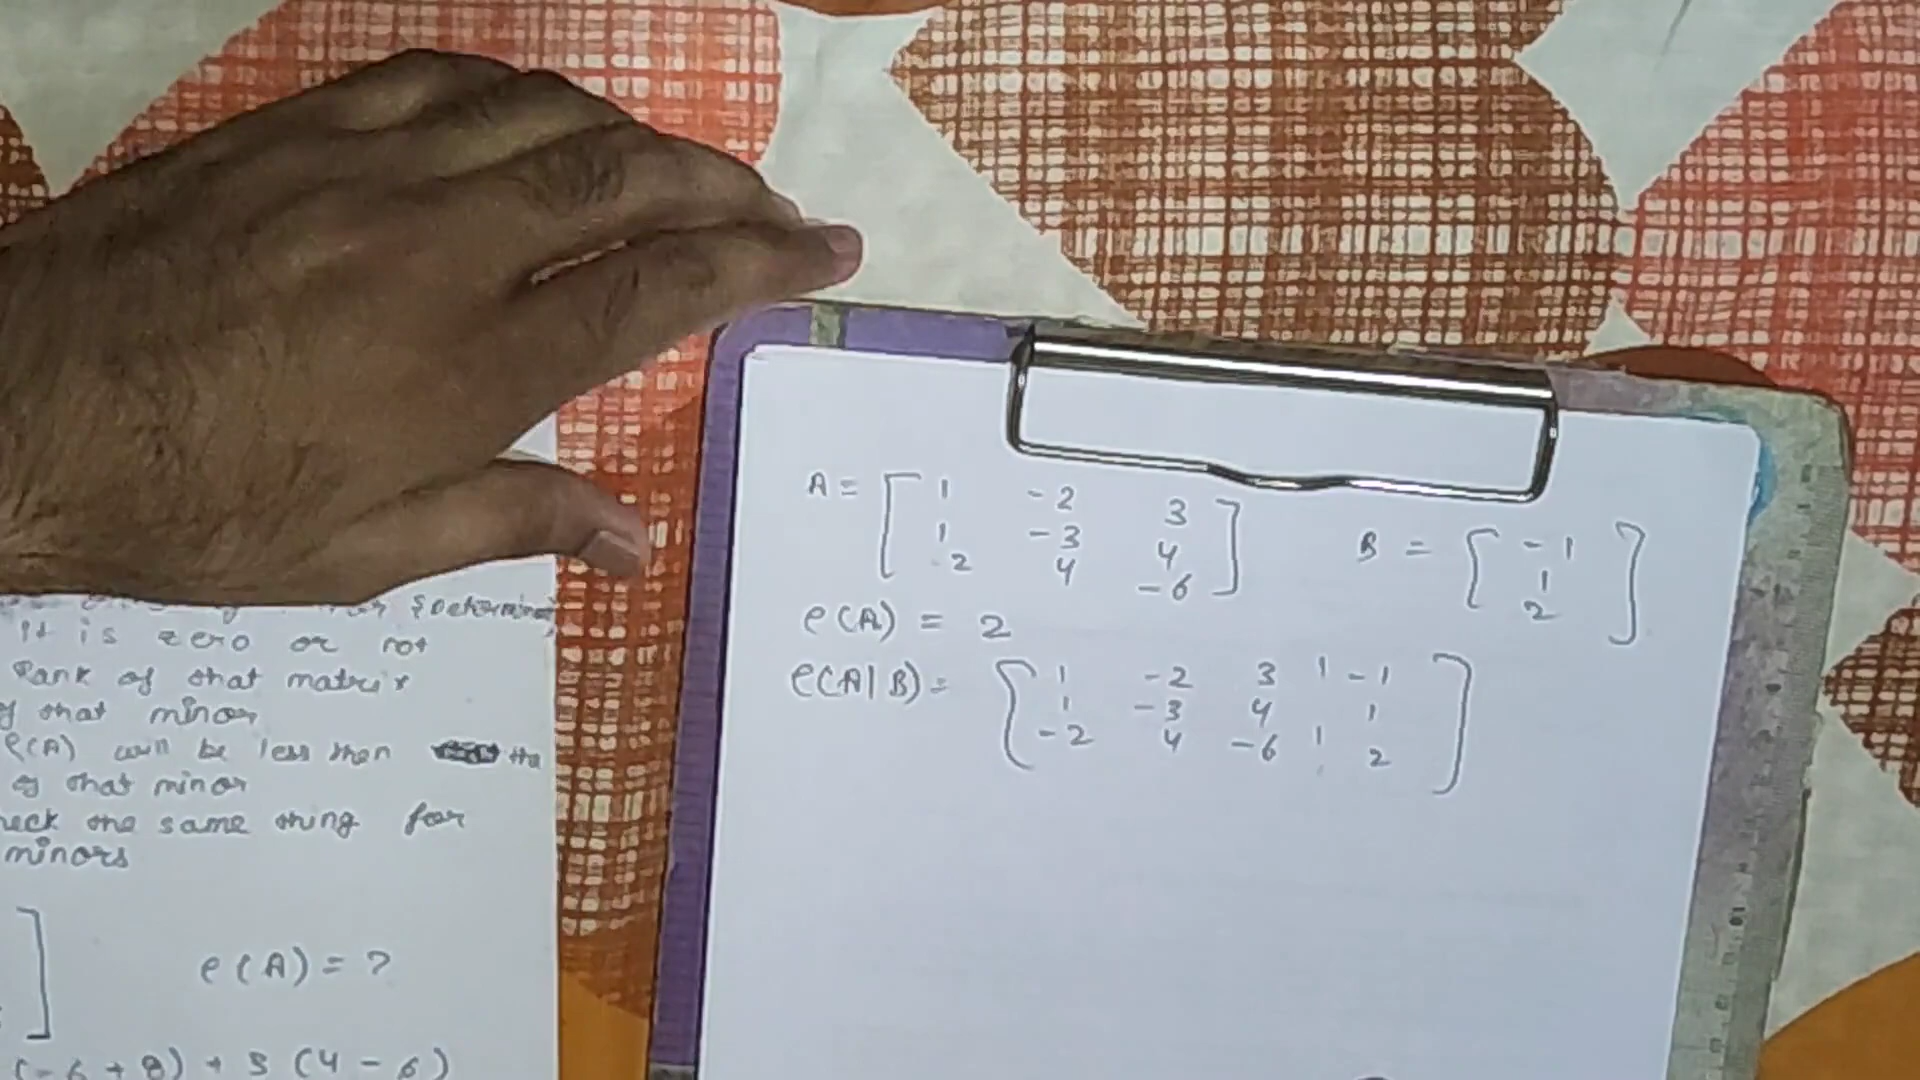 It is zero or not
Rank of that matrix
of that minor
ρ(A) will be less than the
of that minor
the same thing for
minors
ρ(A) = ?
(-6 + 8) + 3 (4 - 6)
A = [ 1 -2 3
1 -3 4
-2 4 -6 ]
B = [ -1
1
2 ]
ρ(A) = 2
ρ(A|B) = [ 1 -2 3 | -1
1 -3 4 1
-2 4 -6 | 2 ]